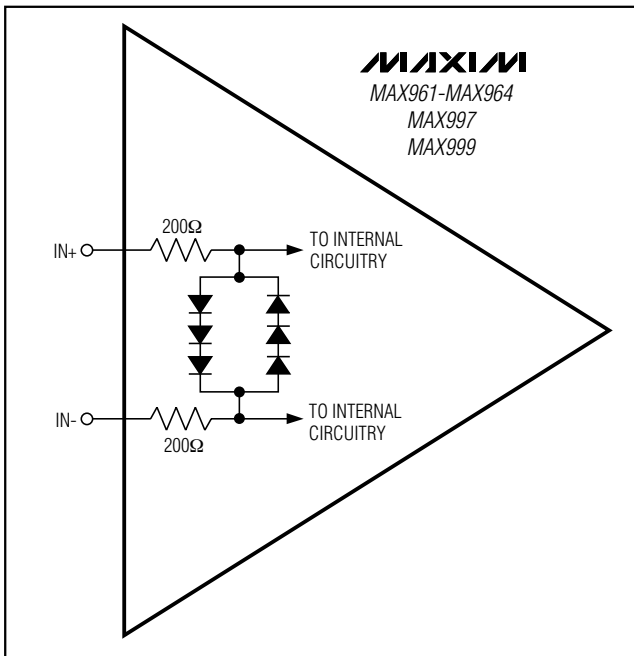 MAXIM
MAX961-MAX964
MAX997
MAX999
200Ω
IN+
TO INTERNAL
CIRCUITRY
IN-
TO INTERNAL
CIRCUITRY
200Ω